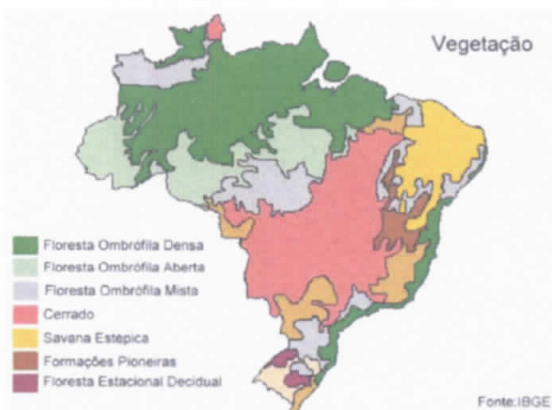 Vegetação
Floresta Ombrófila Densa
Floresta Ombrófila Aberta
Floresta Ombrófila Mista
Cerrado
Savana Estépica
Formações Pioneiras
Floresta Estacional Decidual
Fonte:IBGE